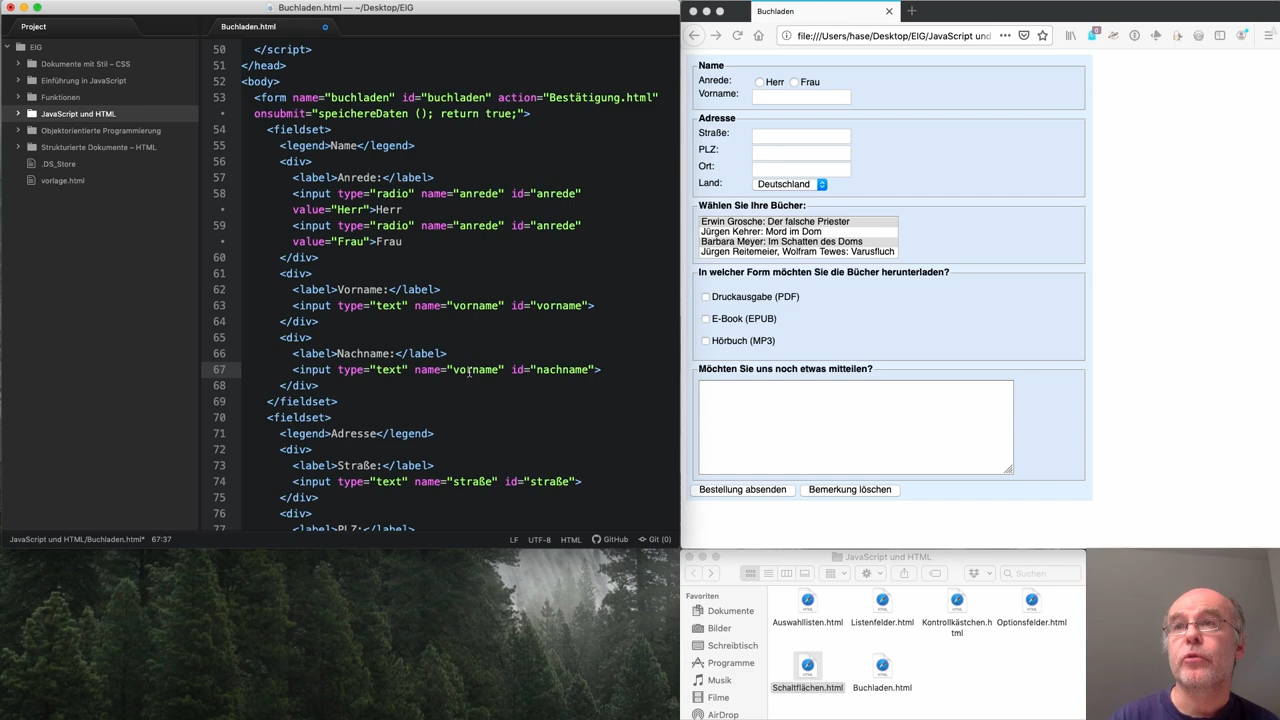 Buchladen.html — ~/Desktop/EIG
Project
EIG
Dokumente mit Stil – CSS
Einführung in JavaScript
Funktionen
JavaScript und HTML
Objektorientierte Programmierung
Strukturierte Dokumente – HTML
.DS_Store
vorlage.html
Buchladen.html
50 </script>
51 </head>
52 <body>
53 <form name="buchladen" id="buchladen" action="Bestätigung.html"
• onsubmit="speichereDaten (); return true;">
54 <fieldset>
55 <legend>Name</legend>
56 <div>
57 <label>Anrede:</label>
58 <input type="radio" name="anrede" id="anrede"
• value="Herr">Herr
59 <input type="radio" name="anrede" id="anrede"
• value="Frau">Frau
60 </div>
61 <div>
62 <label>Vorname:</label>
63 <input type="text" name="vorname" id="vorname">
64 </div>
65 <div>
66 <label>Nachname:</label>
67 <input type="text" name="vorname" id="nachname">
68 </div>
69 </fieldset>
70 <fieldset>
71 <legend>Adresse</legend>
72 <div>
73 <label>Straße:</label>
74 <input type="text" name="straße" id="straße">
75 </div>
76 <div>
77 <label>PLZ:</label>
JavaScript und HTML/Buchladen.html* 67:37
LF UTF-8 HTML GitHub Git (0)
Buchladen
file:///Users/hase/Desktop/EIG/JavaScript und
Name
Anrede: Herr Frau
Vorname:
Adresse
Straße:
PLZ:
Ort:
Land: Deutschland
Wählen Sie Ihre Bücher:
Erwin Grosche: Der falsche Priester
Jürgen Kehrer: Mord im Dom
Barbara Meyer: Im Schatten des Doms
Jürgen Reitemeier, Wolfram Tewes: Varusfluch
In welcher Form möchten Sie die Bücher herunterladen?
Druckausgabe (PDF)
E-Book (EPUB)
Hörbuch (MP3)
Möchten Sie uns noch etwas mitteilen?
Bestellung absenden Bemerkung löschen
JavaScript und HTML
Suchen
Favoriten
Dokumente
Bilder
Schreibtisch
Programme
Musik
Filme
AirDrop
Auswahllisten.html
Listenfelder.html
Kontrollkästchen.h
tml
Optionsfelder.html
Schaltflächen.html
Buchladen.html